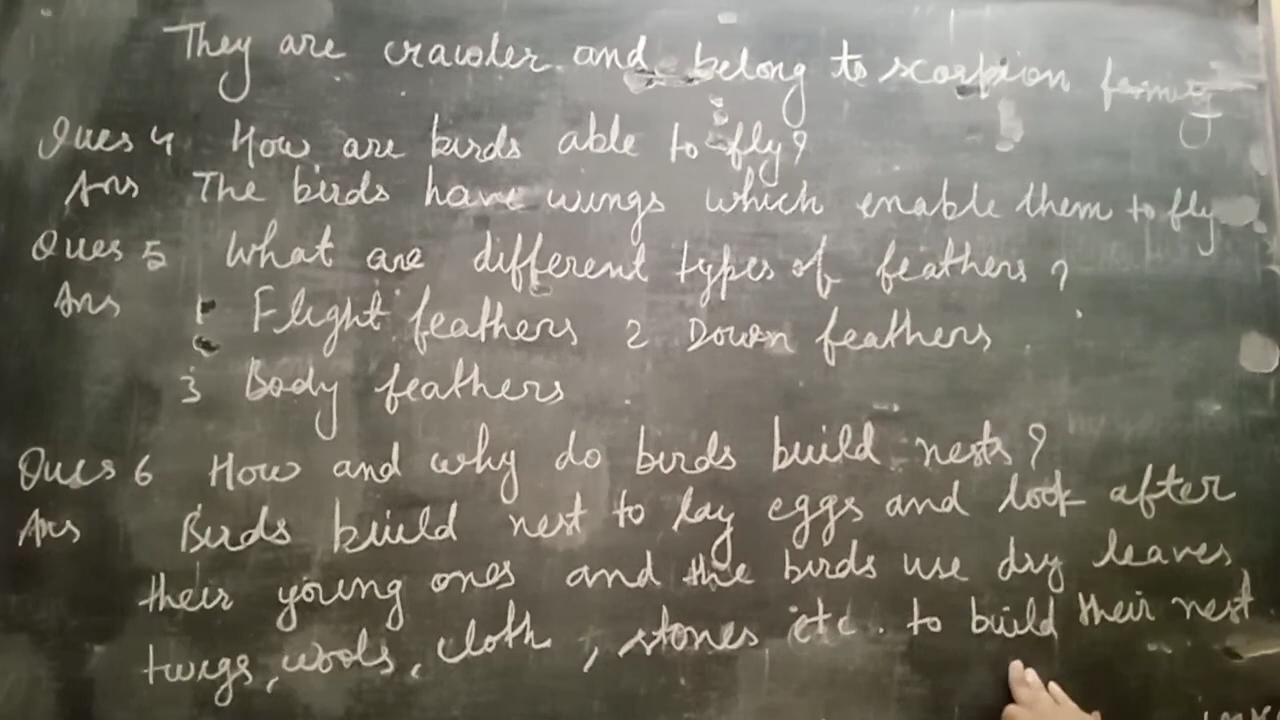 They are crawler and belong to scorpion family
Ques 4 How are birds able to fly?
Ans The birds have wings which enable them to fly
Ques 5 What are different types of feathers?
Ans 1 Flight feathers 2 Down feathers
3 Body feathers
Ques 6 How and why do birds build nests?
Ans Birds build nest to lay eggs and look after
their young ones and the birds use dry leaves,
twigs, wools, cloth, stones etc. to build their nest